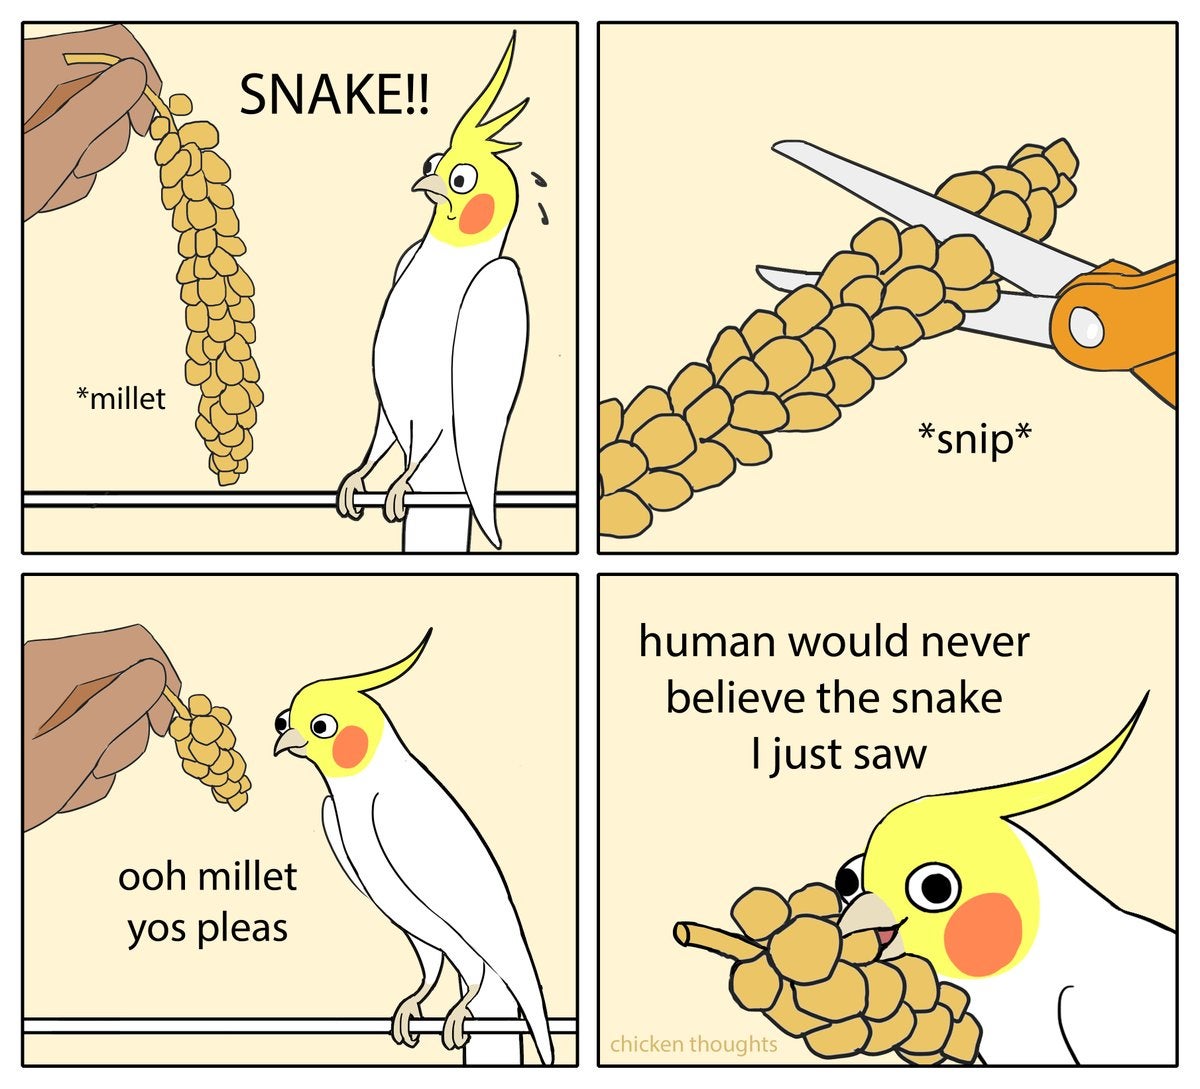 SNAKE!!
*millet
*snip*
ooh millet
yos pleas
human would never
believe the snake
I just saw
chicken thoughts